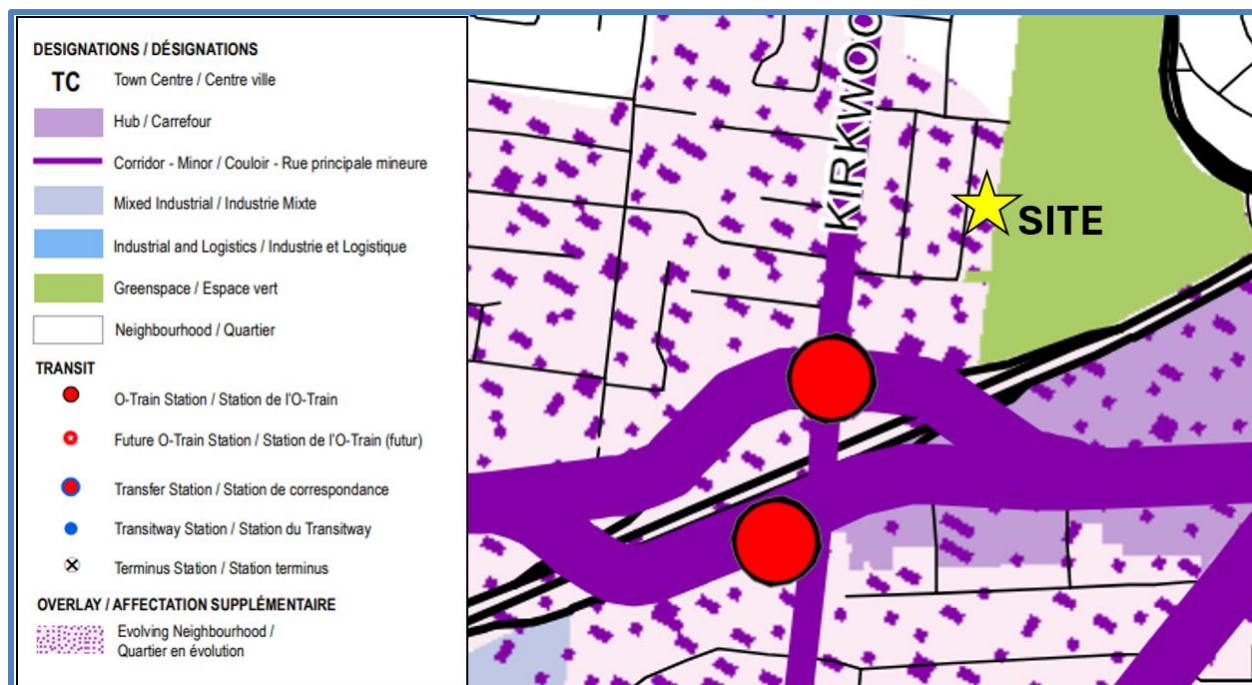 DESIGNATIONS / DÉSIGNATIONS
TC Town Centre / Centre ville
Hub / Carrefour
Corridor - Minor / Couloir - Rue principale mineure
Mixed Industrial / Industrie Mixte
Industrial and Logistics / Industrie et Logistique
Greenspace / Espace vert
Neighbourhood / Quartier
TRANSIT
O-Train Station / Station de l'O-Train
Future O-Train Station / Station de l'O-Train (futur)
Transfer Station / Station de correspondance
Transitway Station / Station du Transitway
Terminus Station / Station terminus
OVERLAY / AFFECTATION SUPPLÉMENTAIRE
Evolving Neighbourhood /
Quartier en évolution
KIRKWOO
SITE